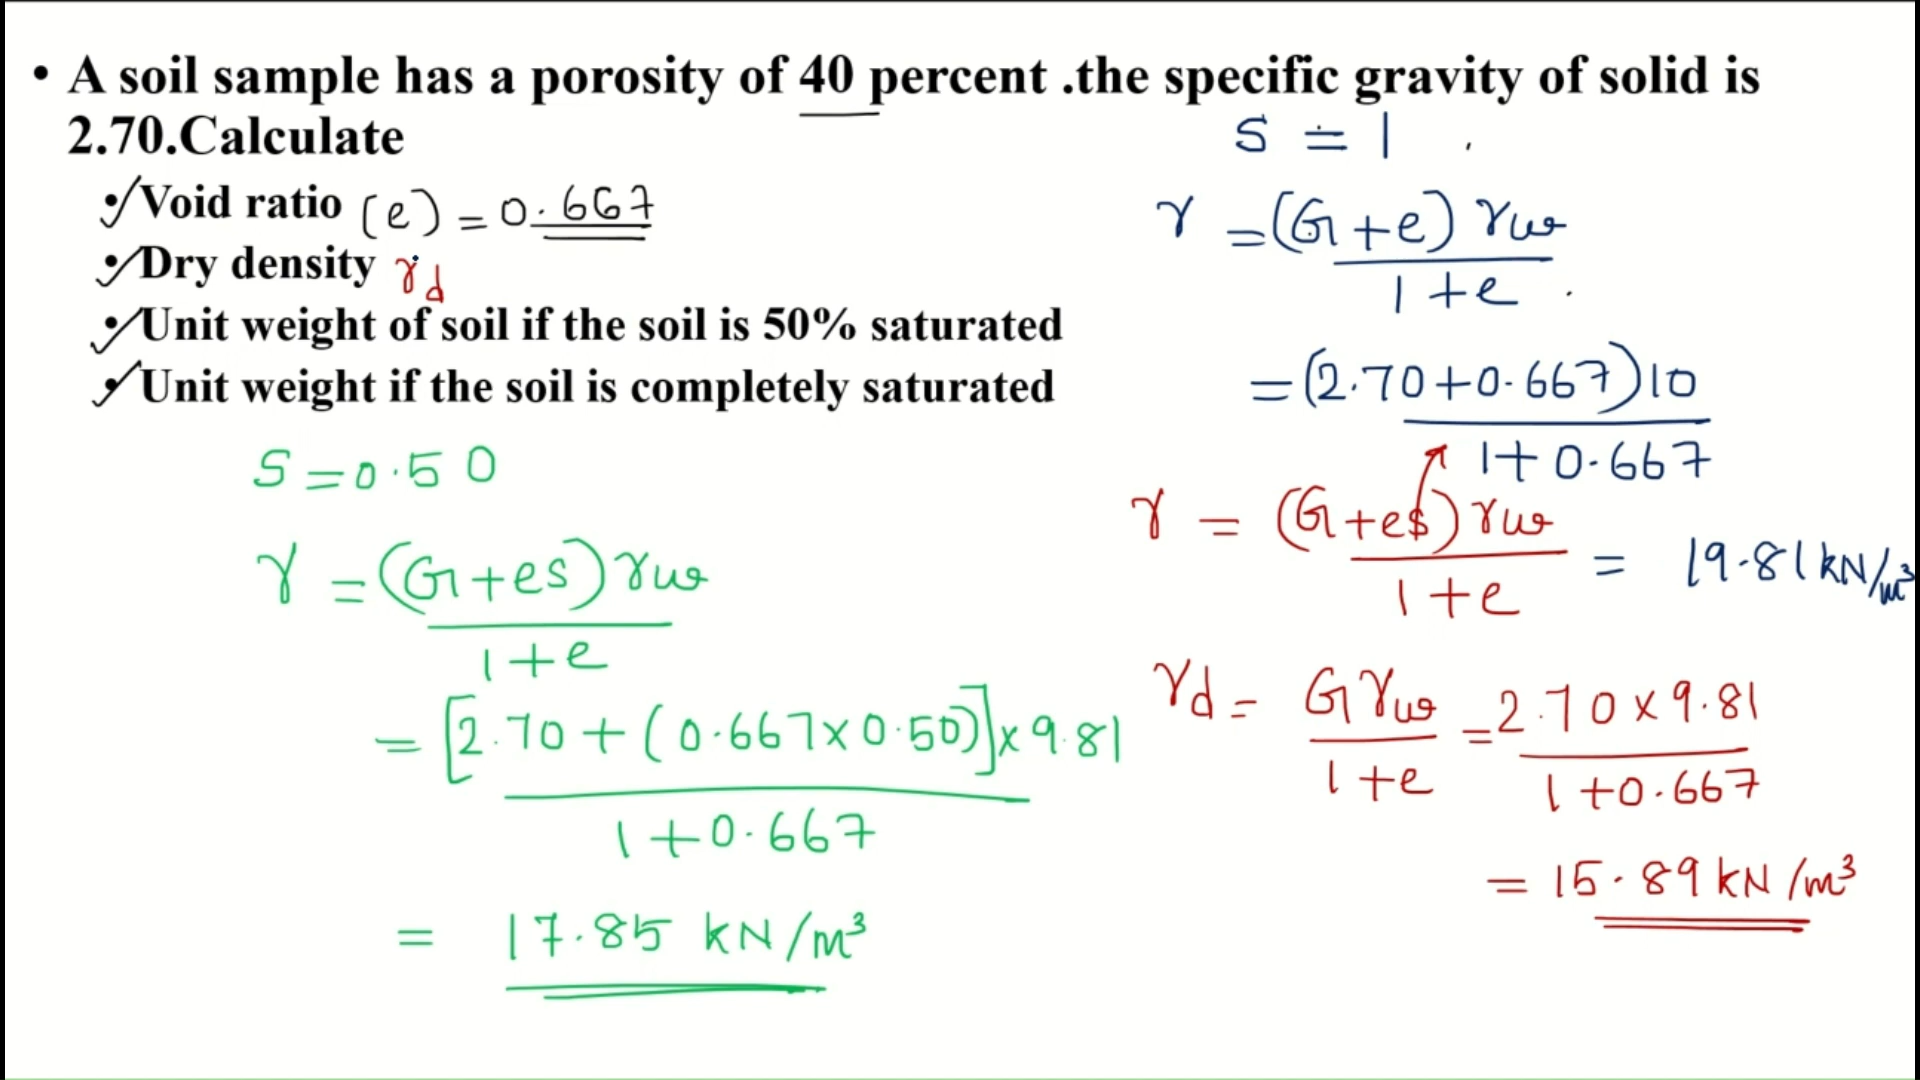 • A soil sample has a porosity of 40 percent .the specific gravity of solid is
2.70.Calculate
• Void ratio (e) = 0.667
• Dry density γd
• Unit weight of soil if the soil is 50% saturated
• Unit weight if the soil is completely saturated
S = 0.50
γ = (G+es)γw
1+e
= [2.70 + (0.667×0.50)]×9.81
1+0.667
= 17.85 kN/m³
S = 1
γ = (G+e)γw
1+e
= (2.70+0.667)10
1+0.667
γ = (G+es)γw
1+e
= 19.81 kN/m³
γd = Gγw = 2.70×9.81
1+e 1+0.667
= 15.89 kN/m³